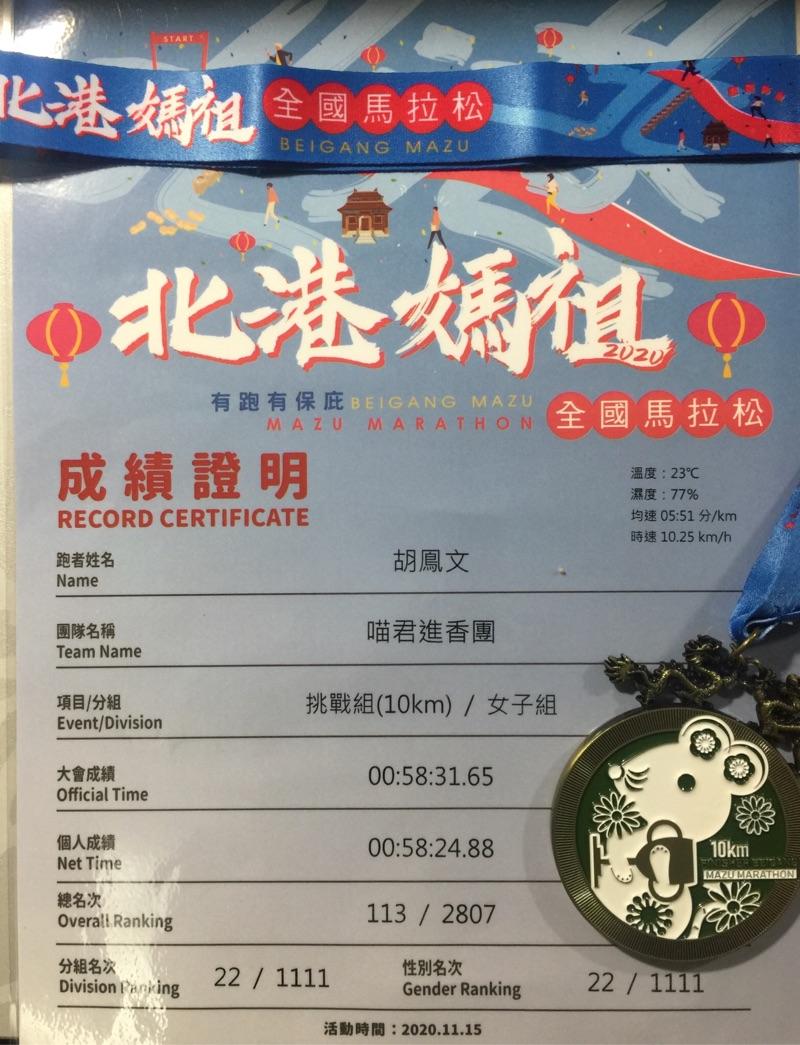 START
北港媽祖 全國馬拉松
BEIGANG MAZU
北港媽祖
2020
有跑有保庇 BEIGANG MAZU
MAZU MARATHON
全國馬拉松
成績證明
RECORD CERTIFICATE
溫度：23℃
濕度：77%
均速 05:51 分/km
時速 10.25 km/h
跑者姓名
Name
胡鳳文
團隊名稱
Team Name
喵君進香團
項目/分組
Event/Division
挑戰組(10km) / 女子組
大會成績
Official Time
00:58:31.65
個人成績
Net Time
00:58:24.88
總名次
Overall Ranking
113 / 2807
分組名次
Division Ranking
22 / 1111
性別名次
Gender Ranking
22 / 1111
10km
FINISHER BEIGANG
MAZU MARATHON
活動時間：2020.11.15